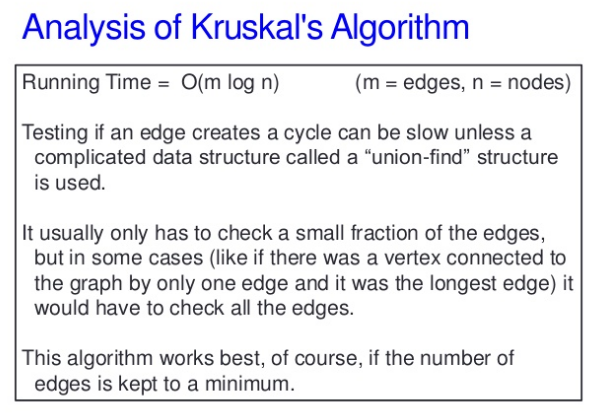 Analysis of Kruskal's Algorithm
Running Time = O(m log n) (m = edges, n = nodes)
Testing if an edge creates a cycle can be slow unless a
complicated data structure called a “union-find” structure
is used.
It usually only has to check a small fraction of the edges,
but in some cases (like if there was a vertex connected to
the graph by only one edge and it was the longest edge) it
would have to check all the edges.
This algorithm works best, of course, if the number of
edges is kept to a minimum.